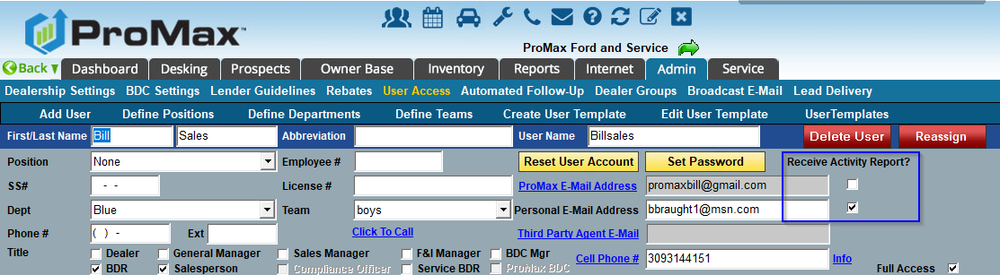 ProMax™
ProMax Ford and Service
Back Dashboard Desking Prospects Owner Base Inventory Reports Internet Admin Service
Dealership Settings BDC Settings Lender Guidelines Rebates User Access Automated Follow-Up Dealer Groups Broadcast E-Mail Lead Delivery
Add User Define Positions Define Departments Define Teams Create User Template Edit User Template UserTemplates
First/Last Name Bill Sales Abbreviation User Name Billsales Delete User Reassign
Position None Employee # Reset User Account Set Password Receive Activity Report?
SS# - - License # ProMax E-Mail Address promaxbill@gmail.com
Dept Blue Team boys Personal E-Mail Address bbraught1@msn.com
Phone # ( ) - Ext Click To Call Third Party Agent E-Mail
Title Dealer General Manager Sales Manager F&I Manager BDC Mgr Cell Phone # 3093144151 Info
BDR Salesperson Compliance Officer Service BDR ProMax BDC Full Access